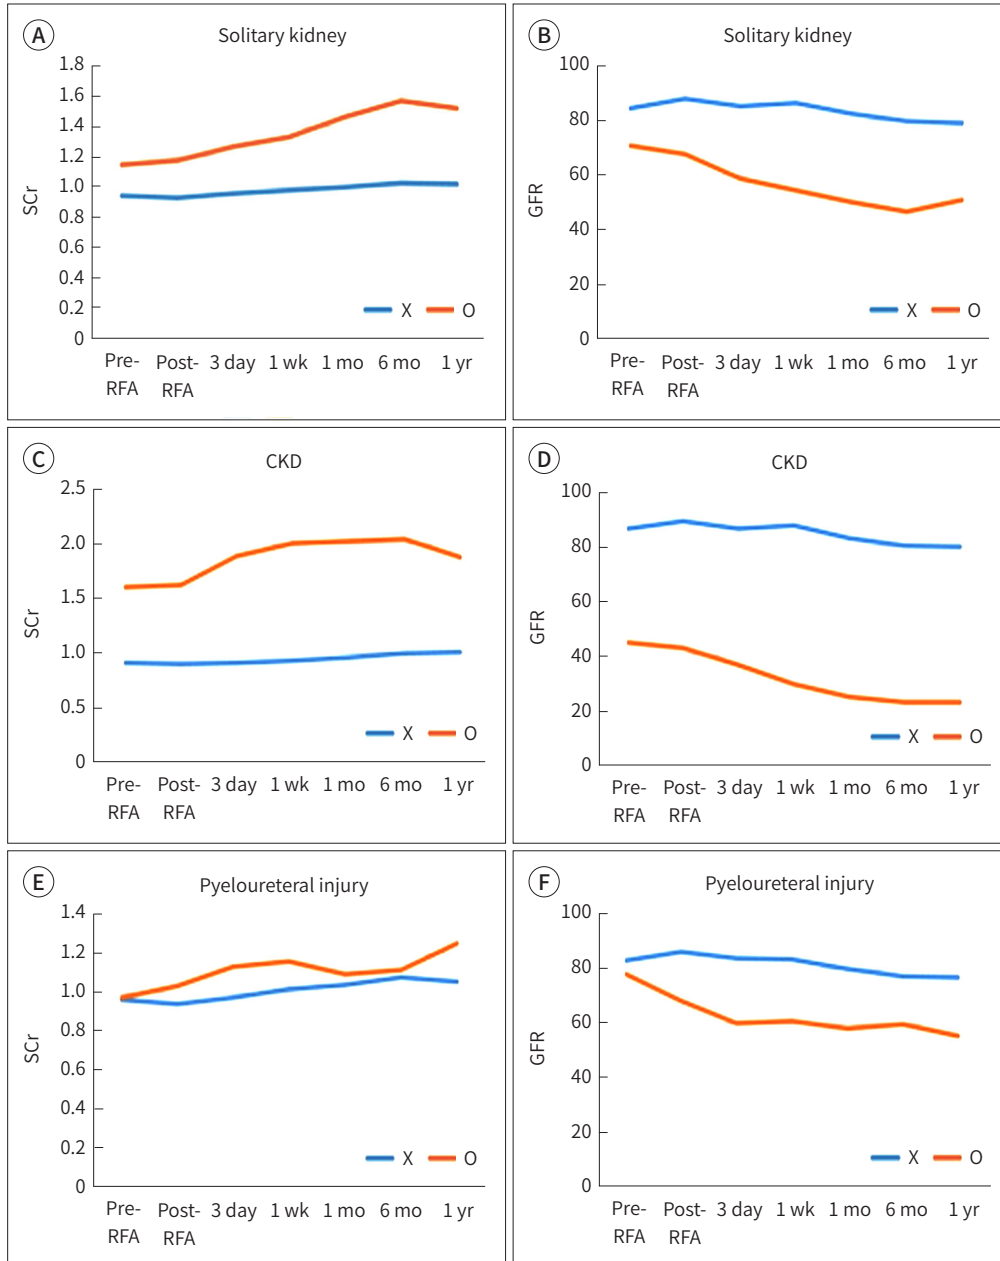 A
Solitary kidney
1.8
1.6
1.4
1.2
1.0
0.8
0.6
0.4
0.2
0
SCr
X O
Pre-RFA Post-RFA 3 day 1 wk 1 mo 6 mo 1 yr
B
Solitary kidney
100
80
60
40
20
0
GFR
X O
Pre-RFA Post-RFA 3 day 1 wk 1 mo 6 mo 1 yr
C
CKD
2.5
2.0
1.5
1.0
0.5
0
SCr
X O
Pre-RFA Post-RFA 3 day 1 wk 1 mo 6 mo 1 yr
D
CKD
100
80
60
40
20
0
GFR
X O
Pre-RFA Post-RFA 3 day 1 wk 1 mo 6 mo 1 yr
E
Pyeloureteral injury
1.4
1.2
1.0
0.8
0.6
0.4
0.2
0
SCr
X O
Pre-RFA Post-RFA 3 day 1 wk 1 mo 6 mo 1 yr
F
Pyeloureteral injury
100
80
60
40
20
0
GFR
X O
Pre-RFA Post-RFA 3 day 1 wk 1 mo 6 mo 1 yr